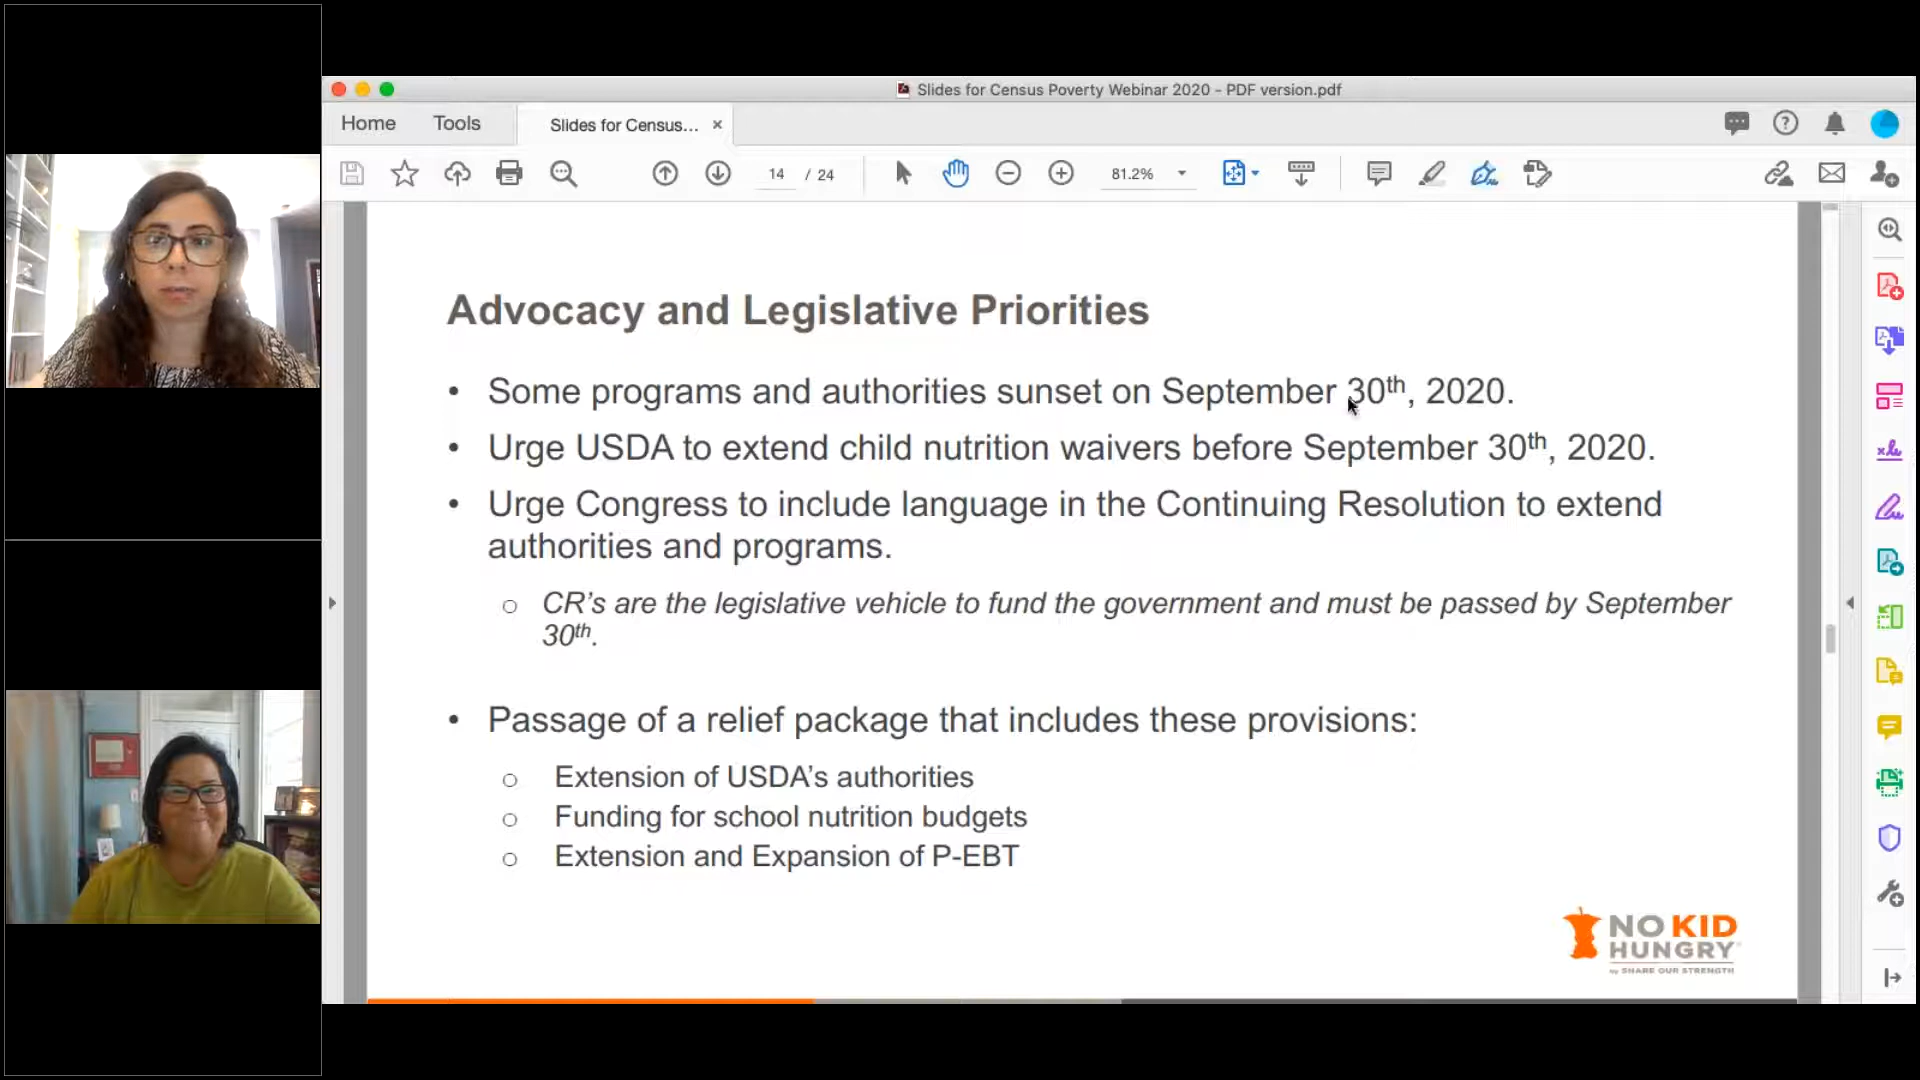 Slides for Census Poverty Webinar 2020 - PDF version.pdf
Home Tools Slides for Census... ×
14 / 24 81.2%
Advocacy and Legislative Priorities
• Some programs and authorities sunset on September 30th, 2020.
• Urge USDA to extend child nutrition waivers before September 30th, 2020.
• Urge Congress to include language in the Continuing Resolution to extend
authorities and programs.
○ CR's are the legislative vehicle to fund the government and must be passed by September
30th.
• Passage of a relief package that includes these provisions:
○ Extension of USDA's authorities
○ Funding for school nutrition budgets
○ Extension and Expansion of P-EBT
NO KID
HUNGRY
by SHARE OUR STRENGTH